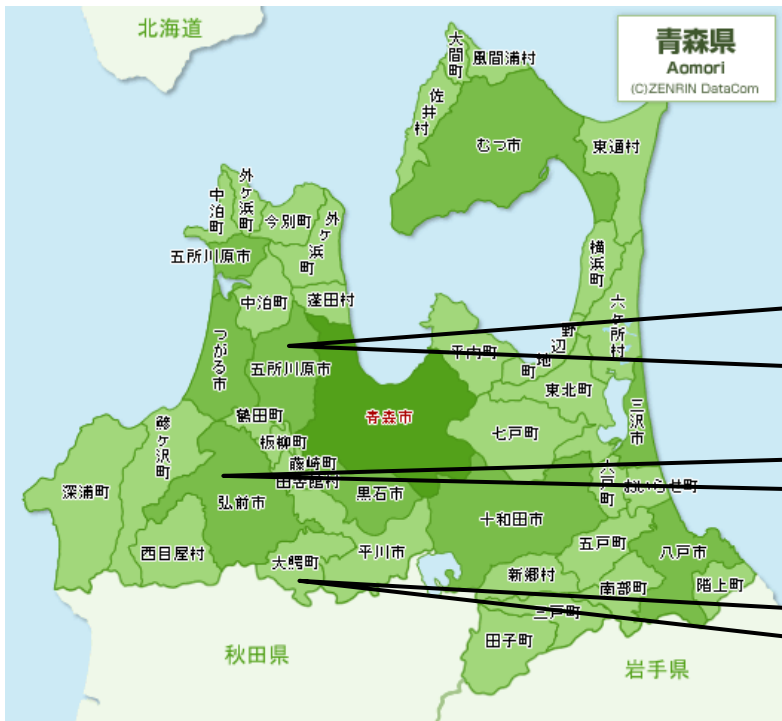 北海道
青森県
Aomori
(C)ZENRIN DataCom
大間町
風間浦村
佐井村
むつ市
東通村
外ヶ浜町
中泊町
今別町
外ヶ浜町
五所川原市
横浜町
中泊町
蓬田村
六ヶ所村
つがる市
野辺地町
平内町
五所川原市
東北町
三沢市
鶴田町
青森市
鰺ヶ沢町
板柳町
七戸町
藤崎町
田舎館村
六戸町
おいらせ町
深浦町
弘前市
黒石市
十和田市
西目屋村
大鰐町
平川市
五戸町
八戸市
新郷村
南部町
階上町
三戸町
田子町
秋田県
岩手県